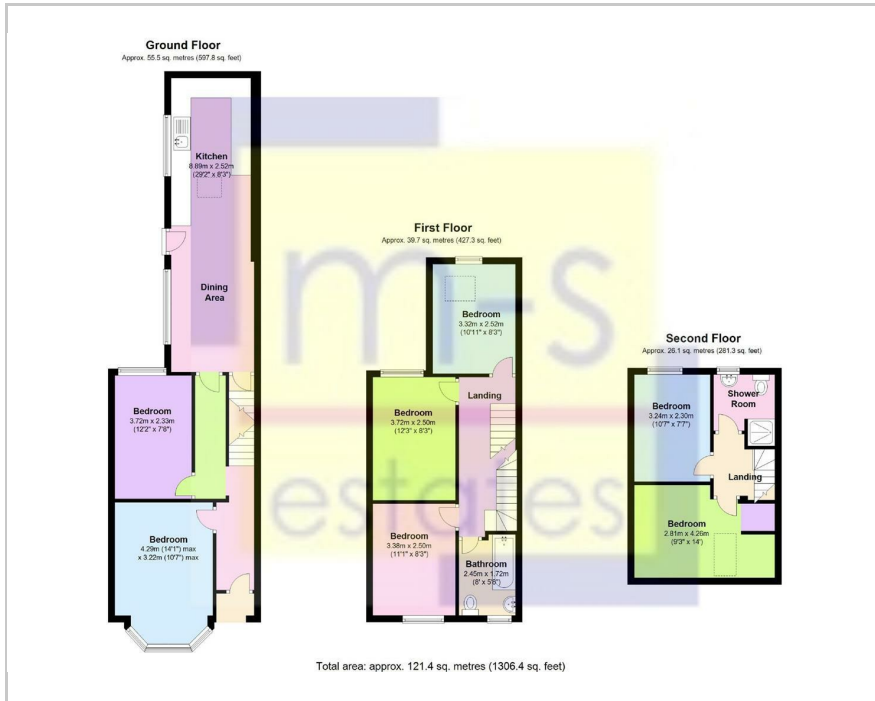 Ground Floor
Approx. 55.5 sq. metres (597.8 sq. feet)
Kitchen
8.89m x 2.52m
(29'2" x 8'3")
Dining
Area
Bedroom
3.72m x 2.33m
(12'2" x 7'8")
Bedroom
4.29m (14'1") max
x 3.22m (10'7") max
First Floor
Approx. 39.7 sq. metres (427.3 sq. feet)
Bedroom
3.32m x 2.52m
(10'11" x 8'3")
Landing
Bedroom
3.72m x 2.50m
(12'3" x 8'3")
Bedroom
3.38m x 2.50m
(11'1" x 8'3")
Bathroom
2.45m x 1.72m
(8' x 5'8")
Second Floor
Approx. 26.1 sq. metres (281.3 sq. feet)
Bedroom
3.24m x 2.30m
(10'7" x 7'7")
Shower
Room
Landing
Bedroom
2.81m x 4.26m
(9'3" x 14')
m-s
estates
Total area: approx. 121.4 sq. metres (1306.4 sq. feet)